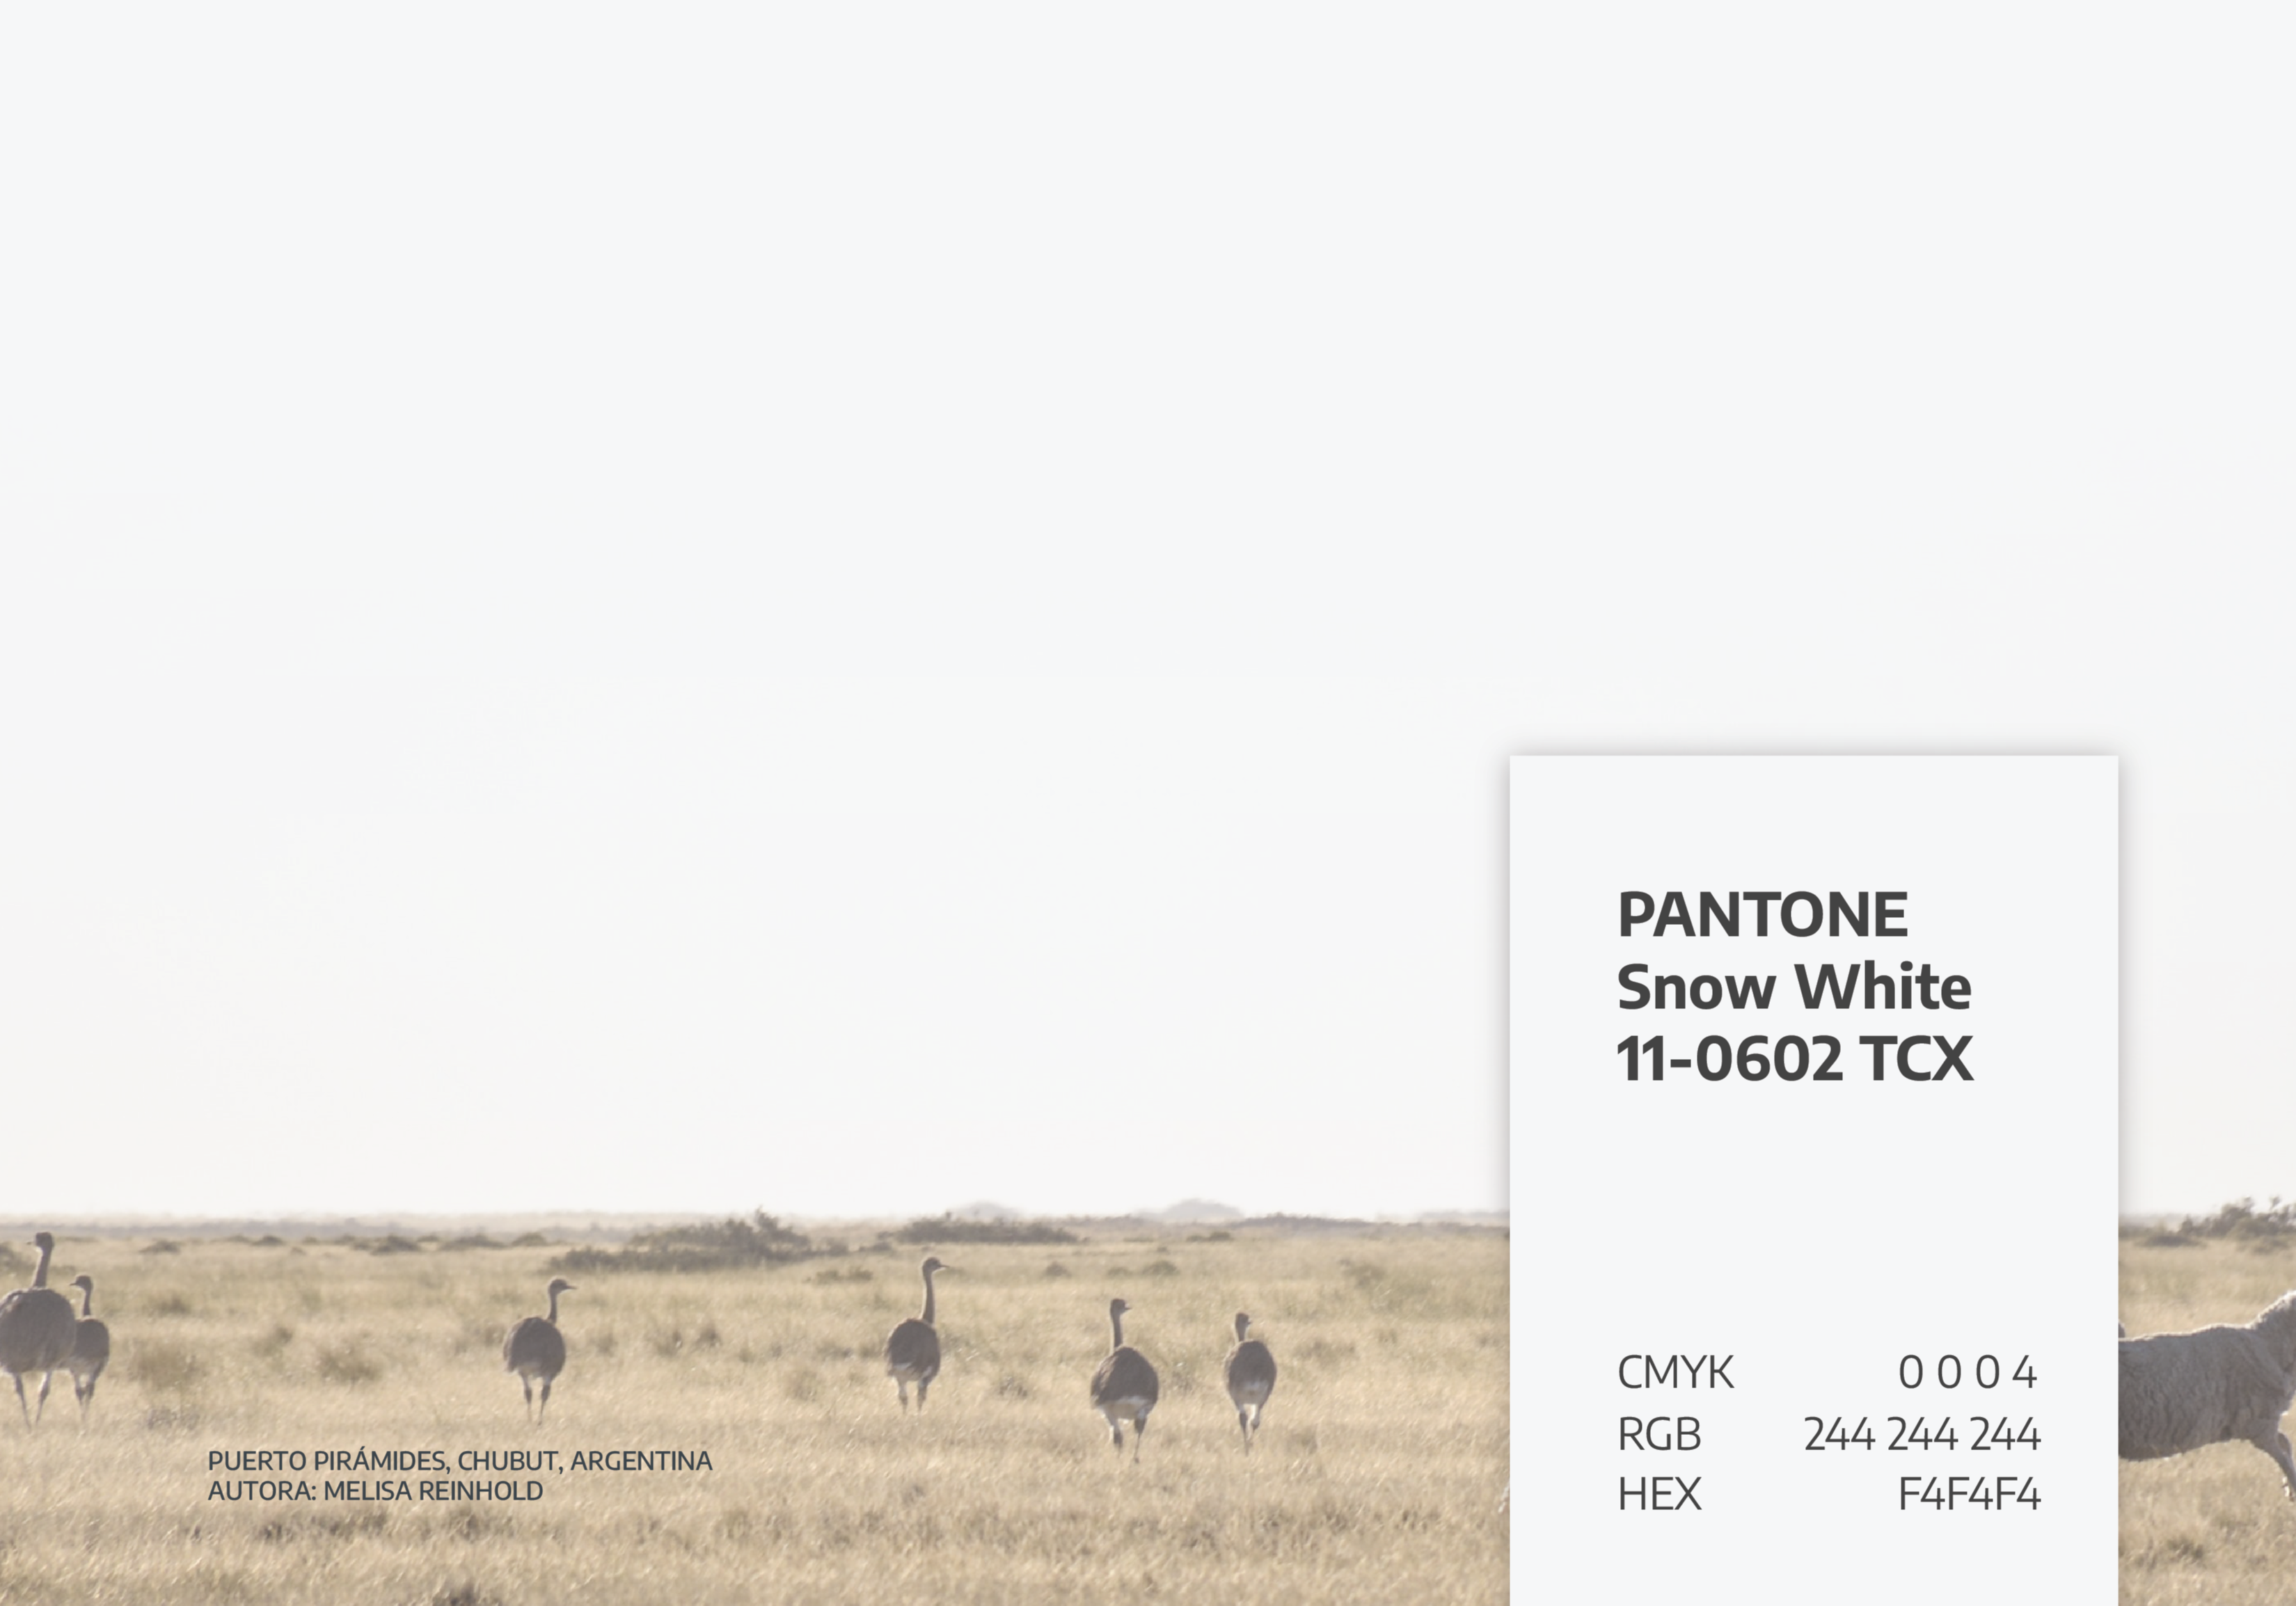 PANTONE
Snow White
11-0602 TCX
CMYK 0 0 0 4
RGB 244 244 244
HEX F4F4F4
PUERTO PIRÁMIDES, CHUBUT, ARGENTINA
AUTORA: MELISA REINHOLD